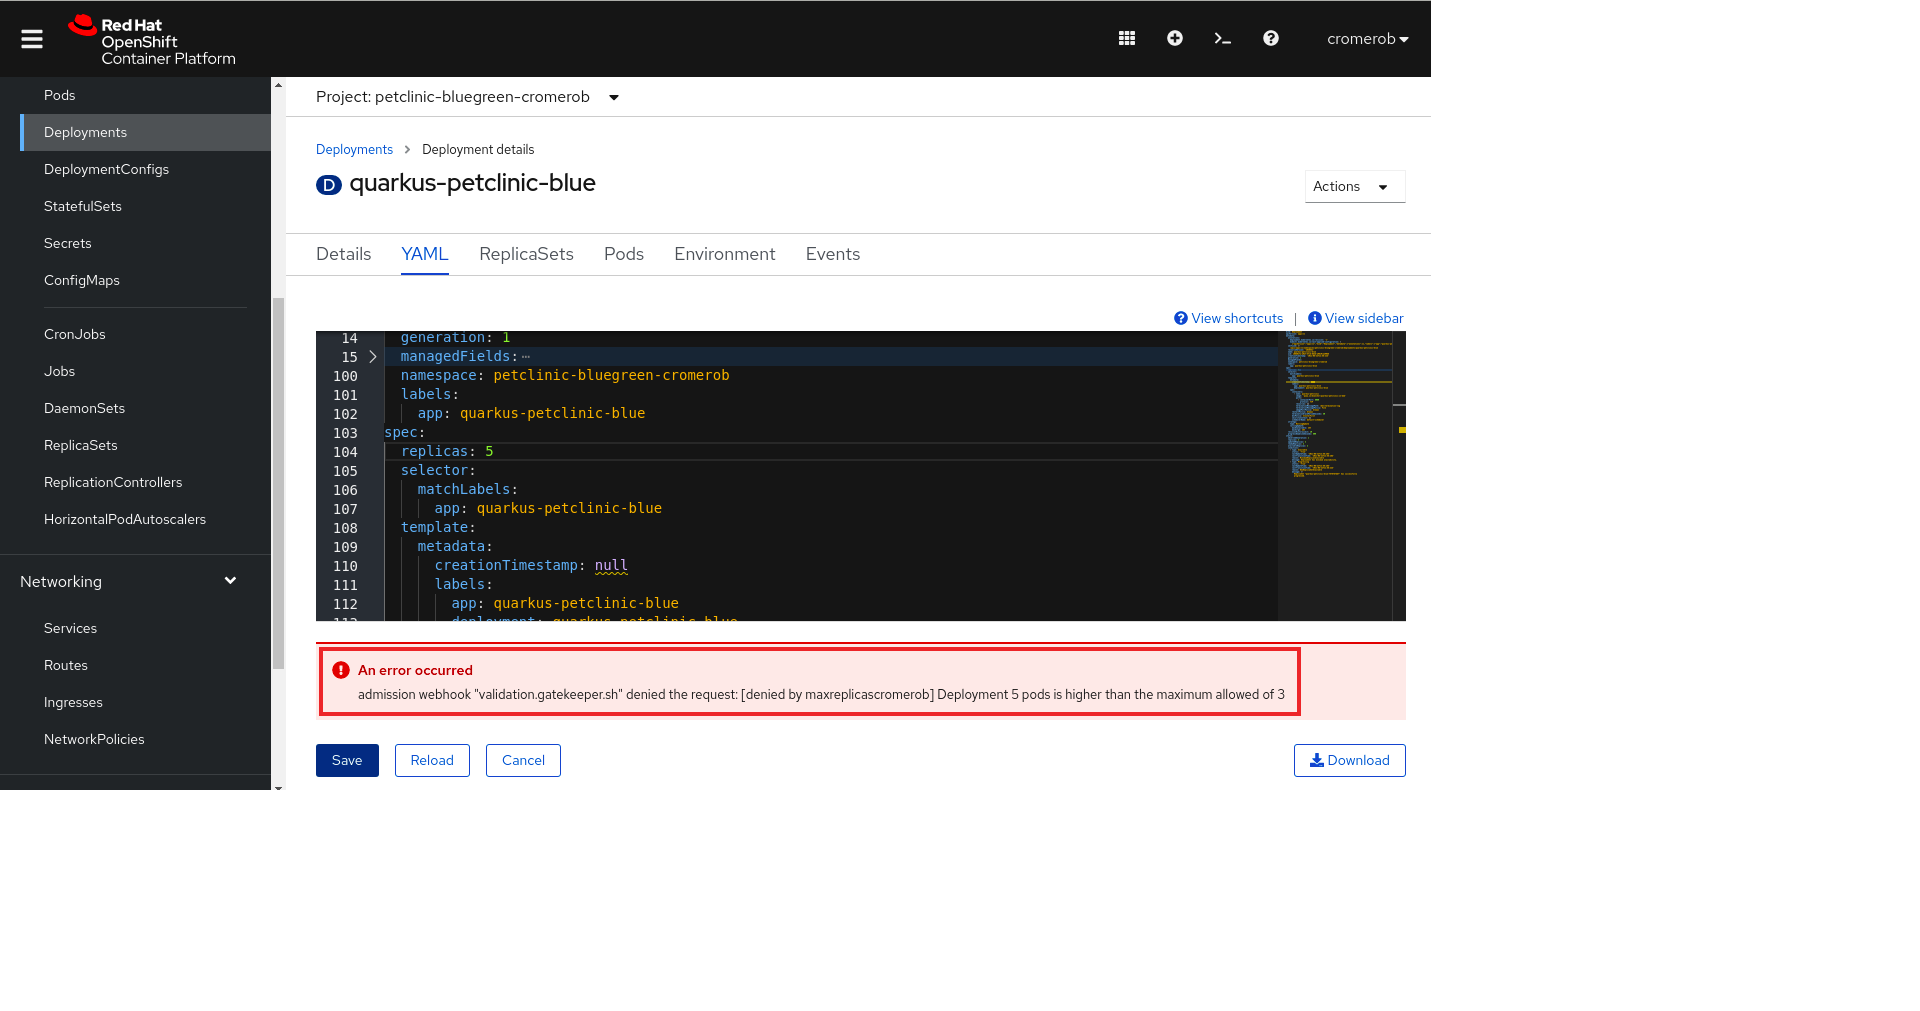 Red Hat
OpenShift
Container Platform
cromerob
Pods
Deployments
DeploymentConfigs
StatefulSets
Secrets
ConfigMaps
CronJobs
Jobs
DaemonSets
ReplicaSets
ReplicationControllers
HorizontalPodAutoscalers
Networking
Services
Routes
Ingresses
NetworkPolicies
Project: petclinic-bluegreen-cromerob
Deployments > Deployment details
D quarkus-petclinic-blue
Actions
Details YAML ReplicaSets Pods Environment Events
View shortcuts | View sidebar
14 generation: 1
15 managedFields:
100 namespace: petclinic-bluegreen-cromerob
101 labels:
102 app: quarkus-petclinic-blue
103 spec:
104 replicas: 5
105 selector:
106 matchLabels:
107 app: quarkus-petclinic-blue
108 template:
109 metadata:
110 creationTimestamp: null
111 labels:
112 app: quarkus-petclinic-blue
113 deployment: quarkus-petclinic-blue
An error occurred
admission webhook "validation.gatekeeper.sh" denied the request: [denied by maxreplicascromerob] Deployment 5 pods is higher than the maximum allowed of 3
Save Reload Cancel Download